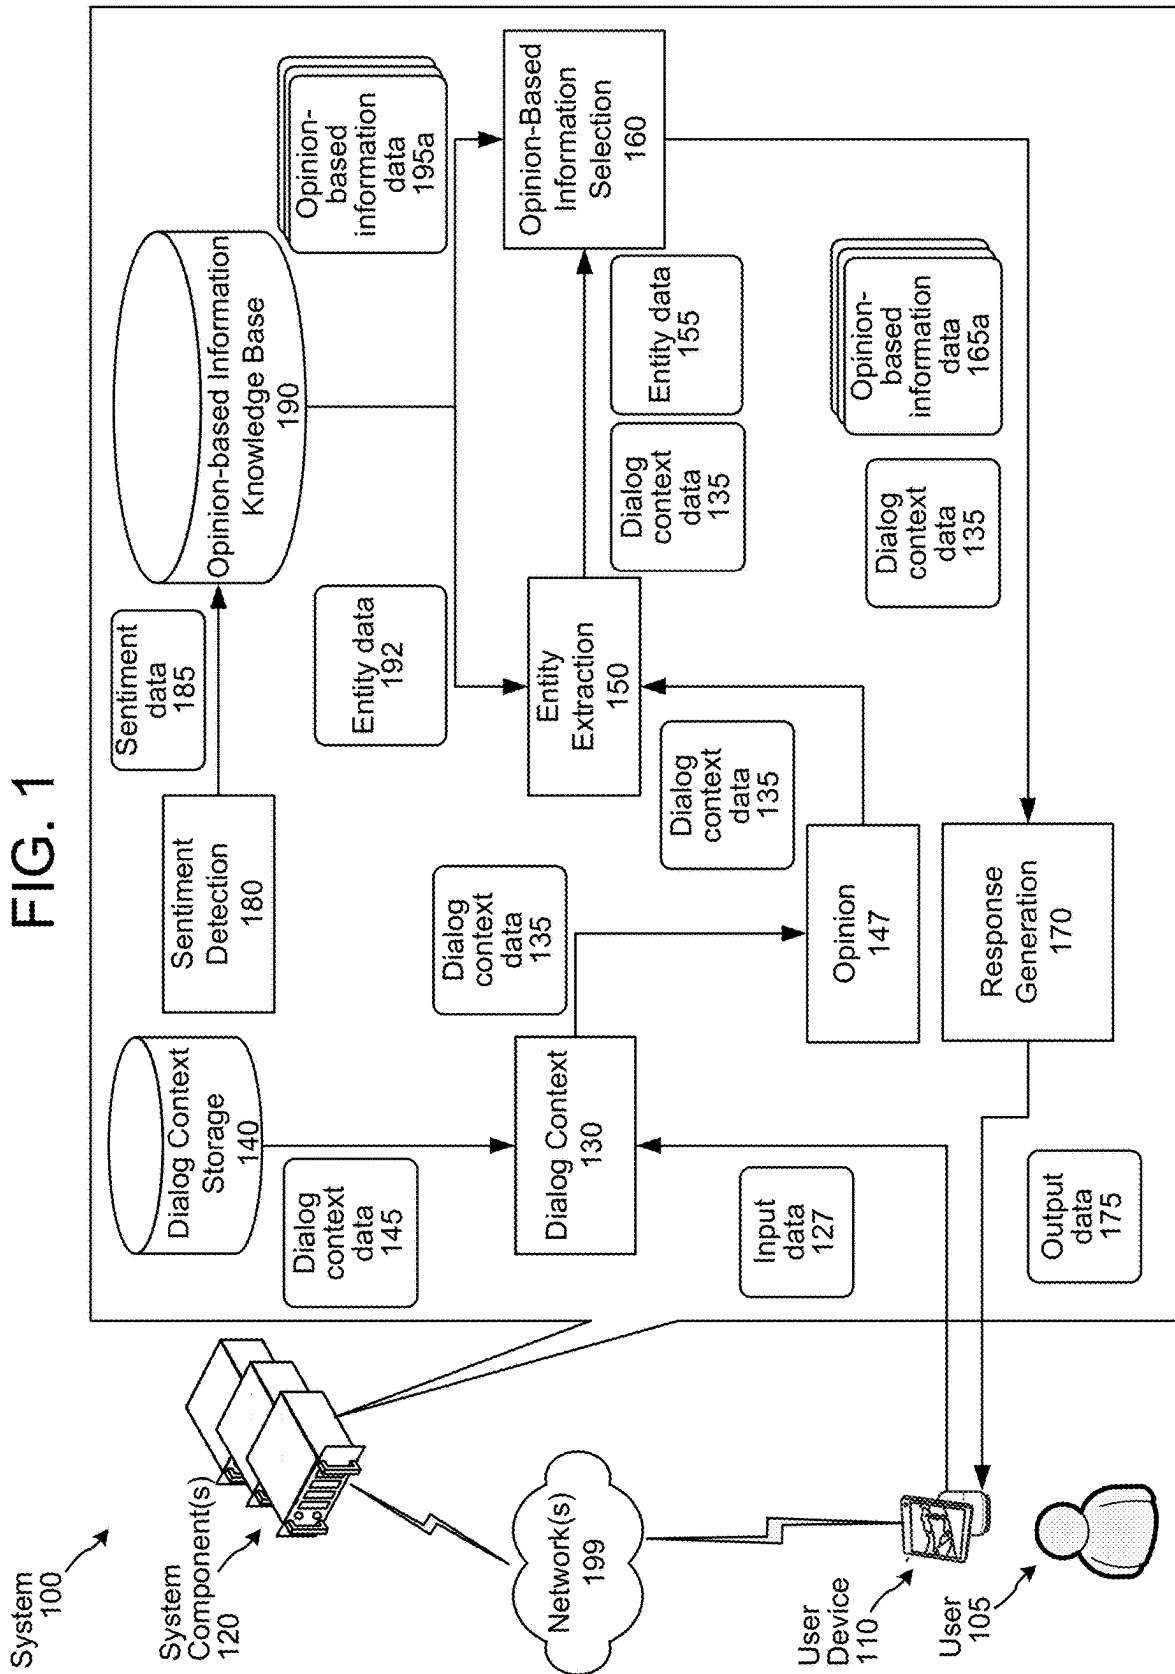 FIG. 1
System
100
System
Component(s)
120
Network(s)
199
User
Device
110
User
105
Dialog Context
Storage
140
Dialog
context
data
145
Dialog Context
130
Input
data
127
Output
data
175
Sentiment
Detection
180
Sentiment
data
185
Dialog
context
data
135
Opinion
147
Response
Generation
170
Dialog
context
data
135
Entity
Extraction
150
Entity data
192
Opinion-based Information
Knowledge Base
190
Opinion-
based
information
data
195a
Dialog
context
data
135
Entity data
155
Opinion-Based
Information
Selection
160
Dialog
context
data
135
Opinion-
based
information
data
165a